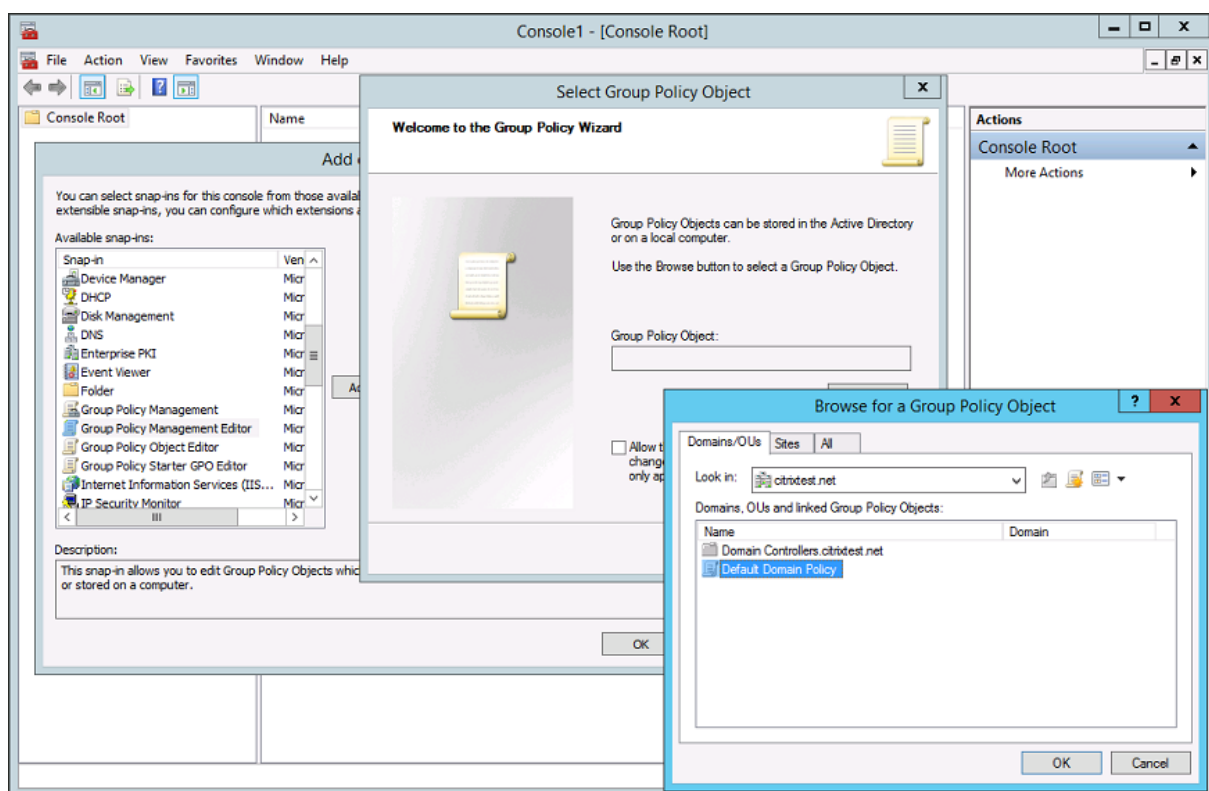 Console1 - [Console Root]
File Action View Favorites Window Help
Console Root
Name
Actions
Console Root
More Actions
Add
You can select snap-ins for this console from those availa
extensible snap-ins, you can configure which extensions a
Available snap-ins:
Snap-in Ven
Device Manager Micr
DHCP Micr
Disk Management Micr
DNS Micr
Enterprise PKI Micr
Event Viewer Micr
Folder Micr
Group Policy Management Micr
Group Policy Management Editor Micr
Group Policy Object Editor Micr
Group Policy Starter GPO Editor Micr
Internet Information Services (IIS... Micr
IP Security Monitor Micr
Description:
This snap-in allows you to edit Group Policy Objects whic
or stored on a computer.
OK
Select Group Policy Object
Welcome to the Group Policy Wizard
Group Policy Objects can be stored in the Active Directory
or on a local computer.
Use the Browse button to select a Group Policy Object.
Group Policy Object:
Allow t
chang
only ap
Browse for a Group Policy Object
Domains/OUs Sites All
Look in: citrixtest.net
Domains, OUs and linked Group Policy Objects:
Name Domain
Domain Controllers.citrixtest.net
Default Domain Policy
OK Cancel